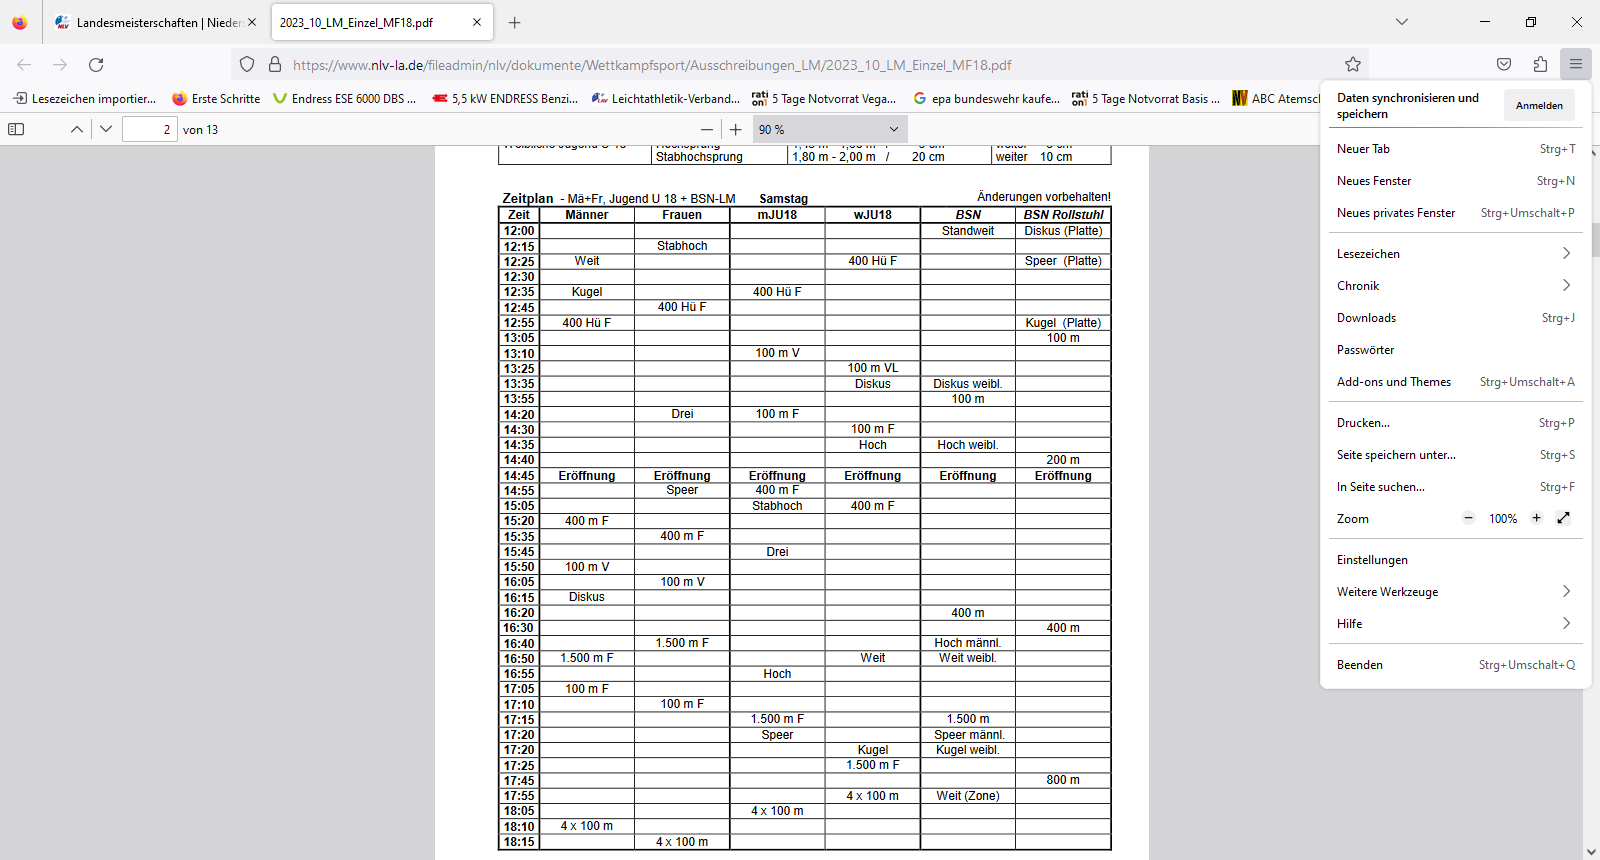 Landesmeisterschaften | Nieders
2023_10_LM_Einzel_MF18.pdf
https://www.nlv-la.de/fileadmin/nlv/dokumente/Wettkampfsport/Ausschreibungen_LM/2023_10_LM_Einzel_MF18.pdf
Lesezeichen importier... Erste Schritte Endress ESE 6000 DBS ... 5,5 kW ENDRESS Benzi... Leichtathletik-Verband... 5 Tage Notvorrat Vega... epa bundeswehr kaufe... 5 Tage Notvorrat Basis ... ABC Atemsch
2 von 13 90 %
Stabhochsprung 1,80 m - 2,00 m / 20 cm weiter 10 cm
Zeitplan - Mä+Fr, Jugend U 18 + BSN-LM Samstag Änderungen vorbehalten!
Zeit Männer Frauen mJU18 wJU18 BSN BSN Rollstuhl
12:00 Standweit Diskus (Platte)
12:15 Stabhoch
12:25 Weit 400 Hü F Speer (Platte)
12:30
12:35 Kugel 400 Hü F
12:45 400 Hü F
12:55 400 Hü F Kugel (Platte)
13:05 100 m
13:10 100 m V
13:25 100 m VL
13:35 Diskus Diskus weibl.
13:55 100 m
14:20 Drei 100 m F
14:30 100 m F
14:35 Hoch Hoch weibl.
14:40 200 m
14:45 Eröffnung Eröffnung Eröffnung Eröffnung Eröffnung Eröffnung
14:55 Speer 400 m F
15:05 Stabhoch 400 m F
15:20 400 m F
15:35 400 m F
15:45 Drei
15:50 100 m V
16:05 100 m V
16:15 Diskus
16:20 400 m
16:30 400 m
16:40 1.500 m F Hoch männl.
16:50 1.500 m F Weit Weit weibl.
16:55 Hoch
17:05 100 m F
17:10 100 m F
17:15 1.500 m F 1.500 m
17:20 Speer Speer männl.
17:20 Kugel Kugel weibl.
17:25 1.500 m F
17:45 800 m
17:55 4 x 100 m Weit (Zone)
18:05 4 x 100 m
18:10 4 x 100 m
18:15 4 x 100 m
Daten synchronisieren und
speichern
Anmelden
Neuer Tab Strg+T
Neues Fenster Strg+N
Neues privates Fenster Strg+Umschalt+P
Lesezeichen
Chronik
Downloads Strg+J
Passwörter
Add-ons und Themes Strg+Umschalt+A
Drucken... Strg+P
Seite speichern unter... Strg+S
In Seite suchen... Strg+F
Zoom 100%
Einstellungen
Weitere Werkzeuge
Hilfe
Beenden Strg+Umschalt+Q